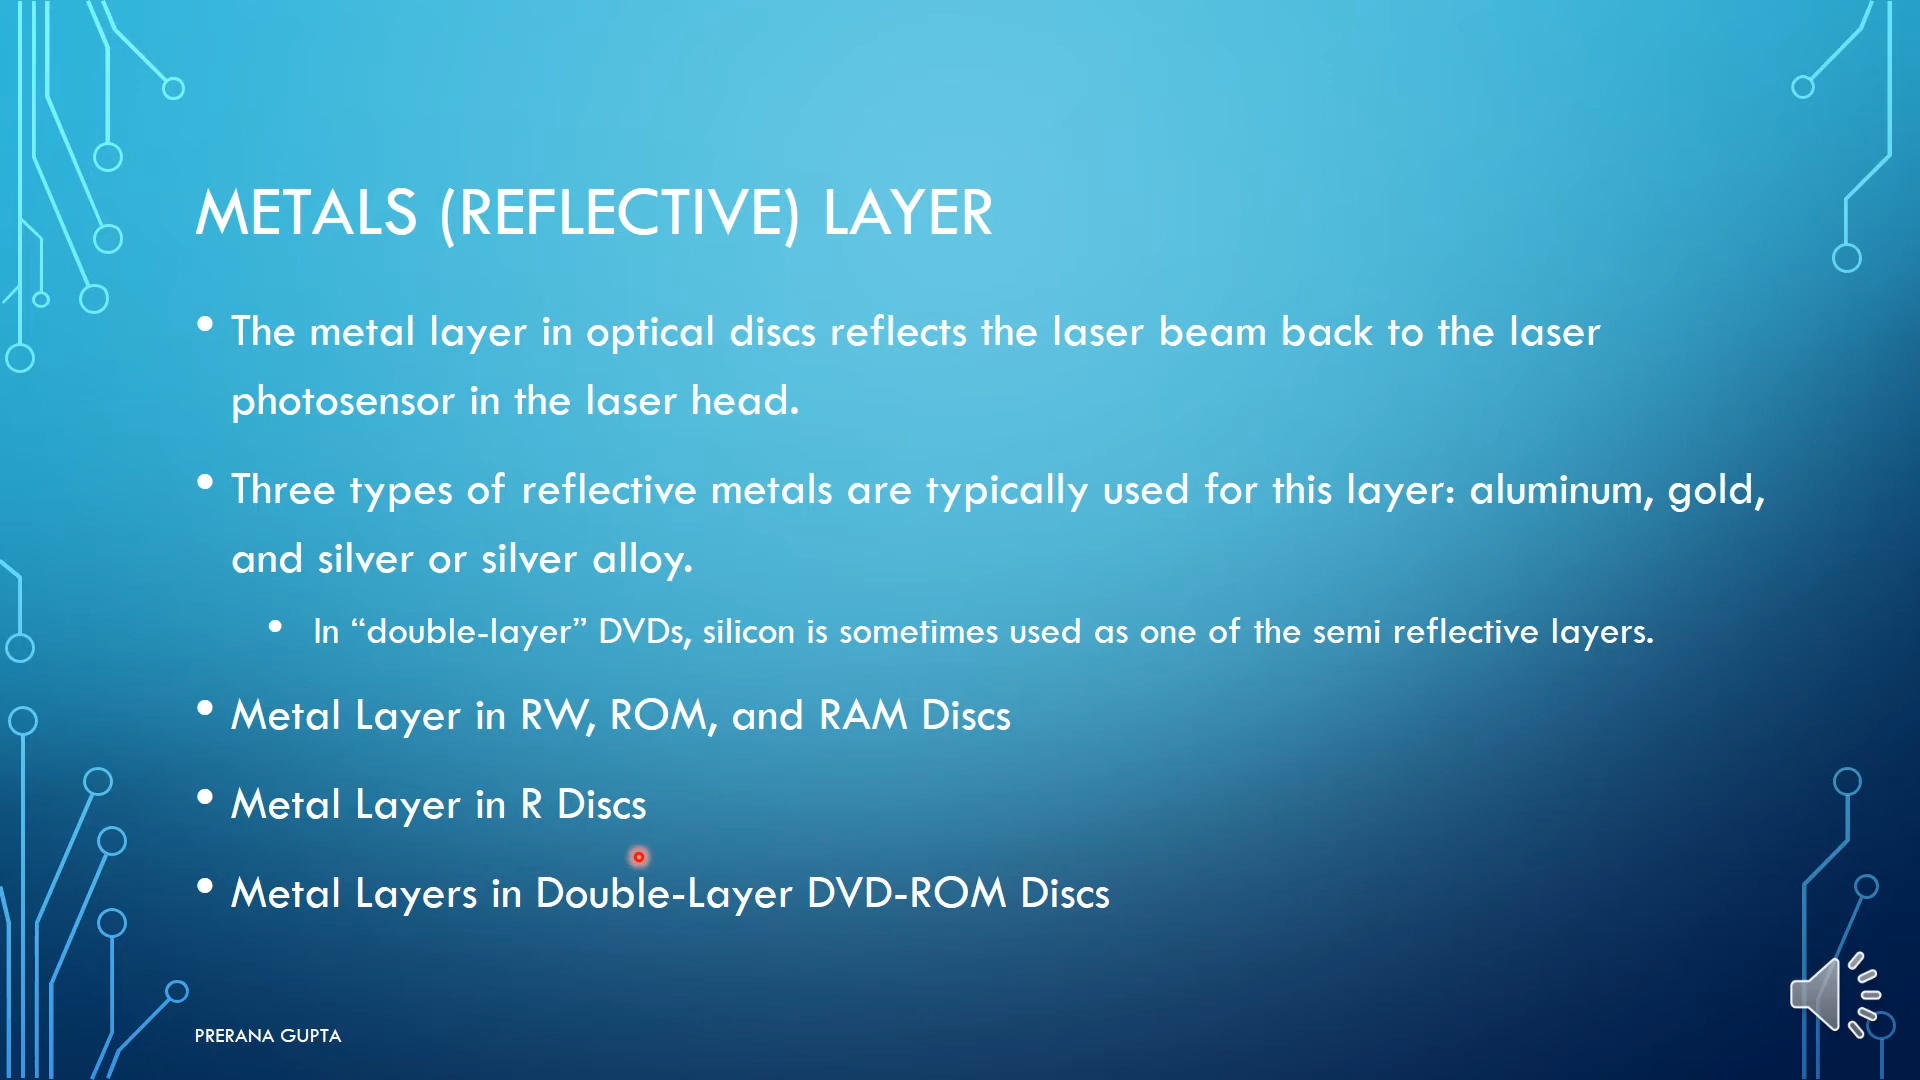 METALS (REFLECTIVE) LAYER
• The metal layer in optical discs reflects the laser beam back to the laser
photosensor in the laser head.
• Three types of reflective metals are typically used for this layer: aluminum, gold,
and silver or silver alloy.
• In “double-layer” DVDs, silicon is sometimes used as one of the semi reflective layers.
• Metal Layer in RW, ROM, and RAM Discs
• Metal Layer in R Discs
• Metal Layers in Double-Layer DVD-ROM Discs
PRERANA GUPTA